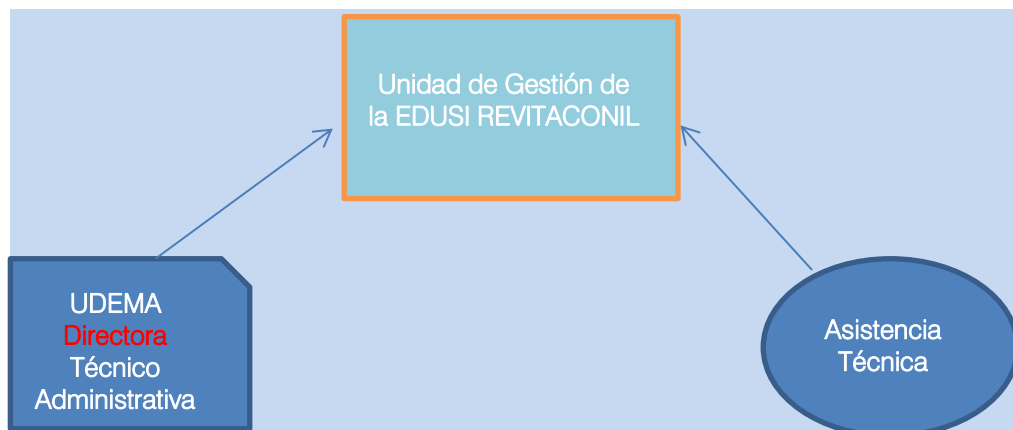 Unidad de Gestión de
la EDUSI REVITACONIL
UDEMA
Directora
Técnico
Administrativa
Asistencia
Técnica